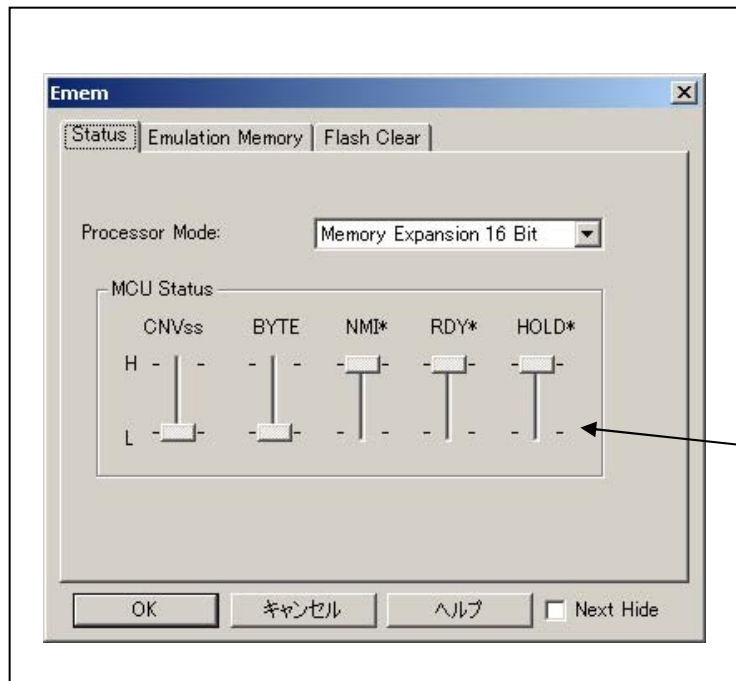 Emem
Status Emulation Memory Flash Clear
Processor Mode: Memory Expansion 16 Bit
MCU Status
CNVss BYTE NMI* RDY* HOLD*
H
L
OK キャンセル ヘルプ Next Hide